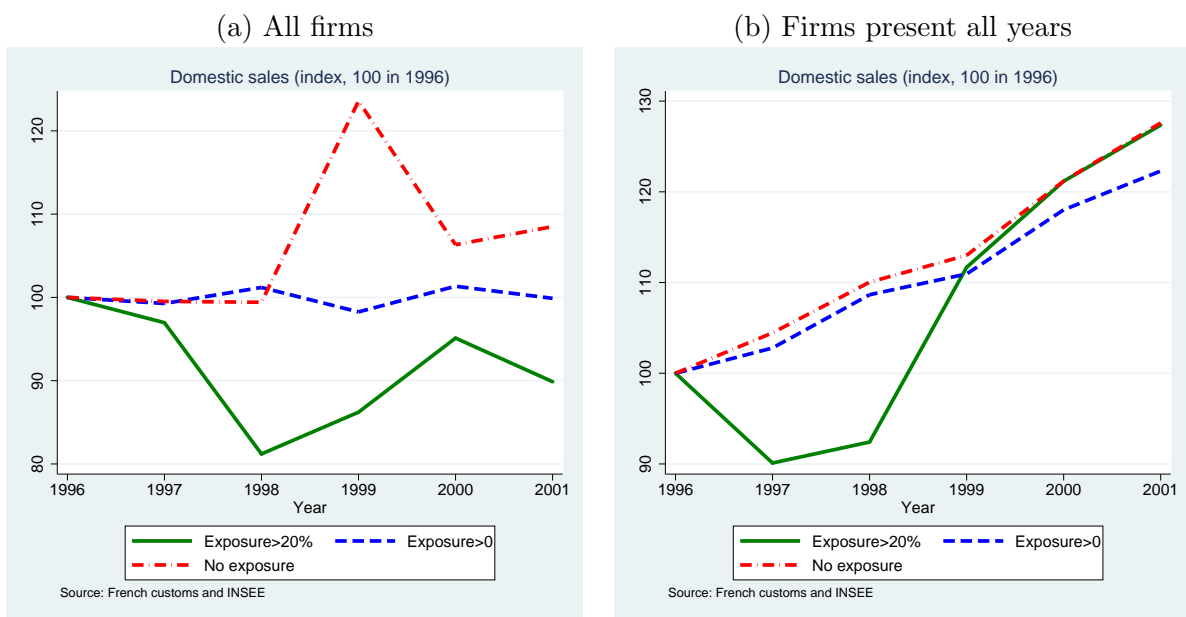 (a) All firms
Domestic sales (index, 100 in 1996)
120
110
100
90
80
1996 1997 1998 1999 2000 2001
Year
Exposure>20% Exposure>0
No exposure
Source: French customs and INSEE
(b) Firms present all years
Domestic sales (index, 100 in 1996)
130
120
110
100
90
1996 1997 1998 1999 2000 2001
Year
Exposure>20% Exposure>0
No exposure
Source: French customs and INSEE